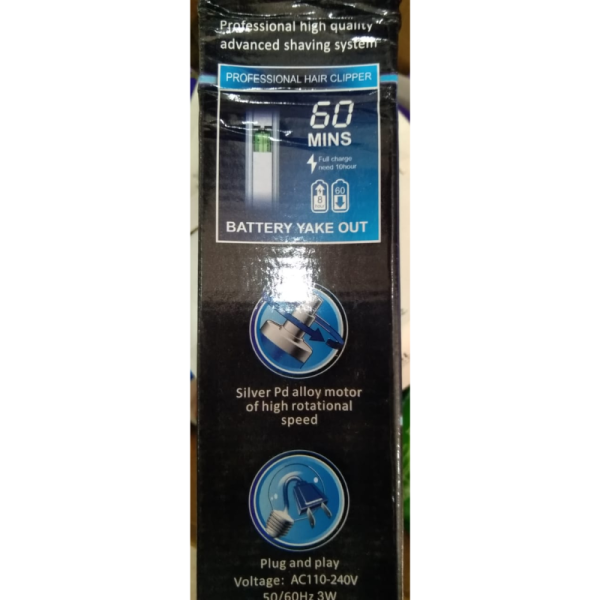 Professional high quality
advanced shaving system
PROFESSIONAL HAIR CLIPPER
60
MINS
Full charge
need 10hour
8
60
BATTERY YAKE OUT
Silver Pd alloy motor
of high rotational
speed
Plug and play
Voltage: AC110-240V
50/60Hz 3W